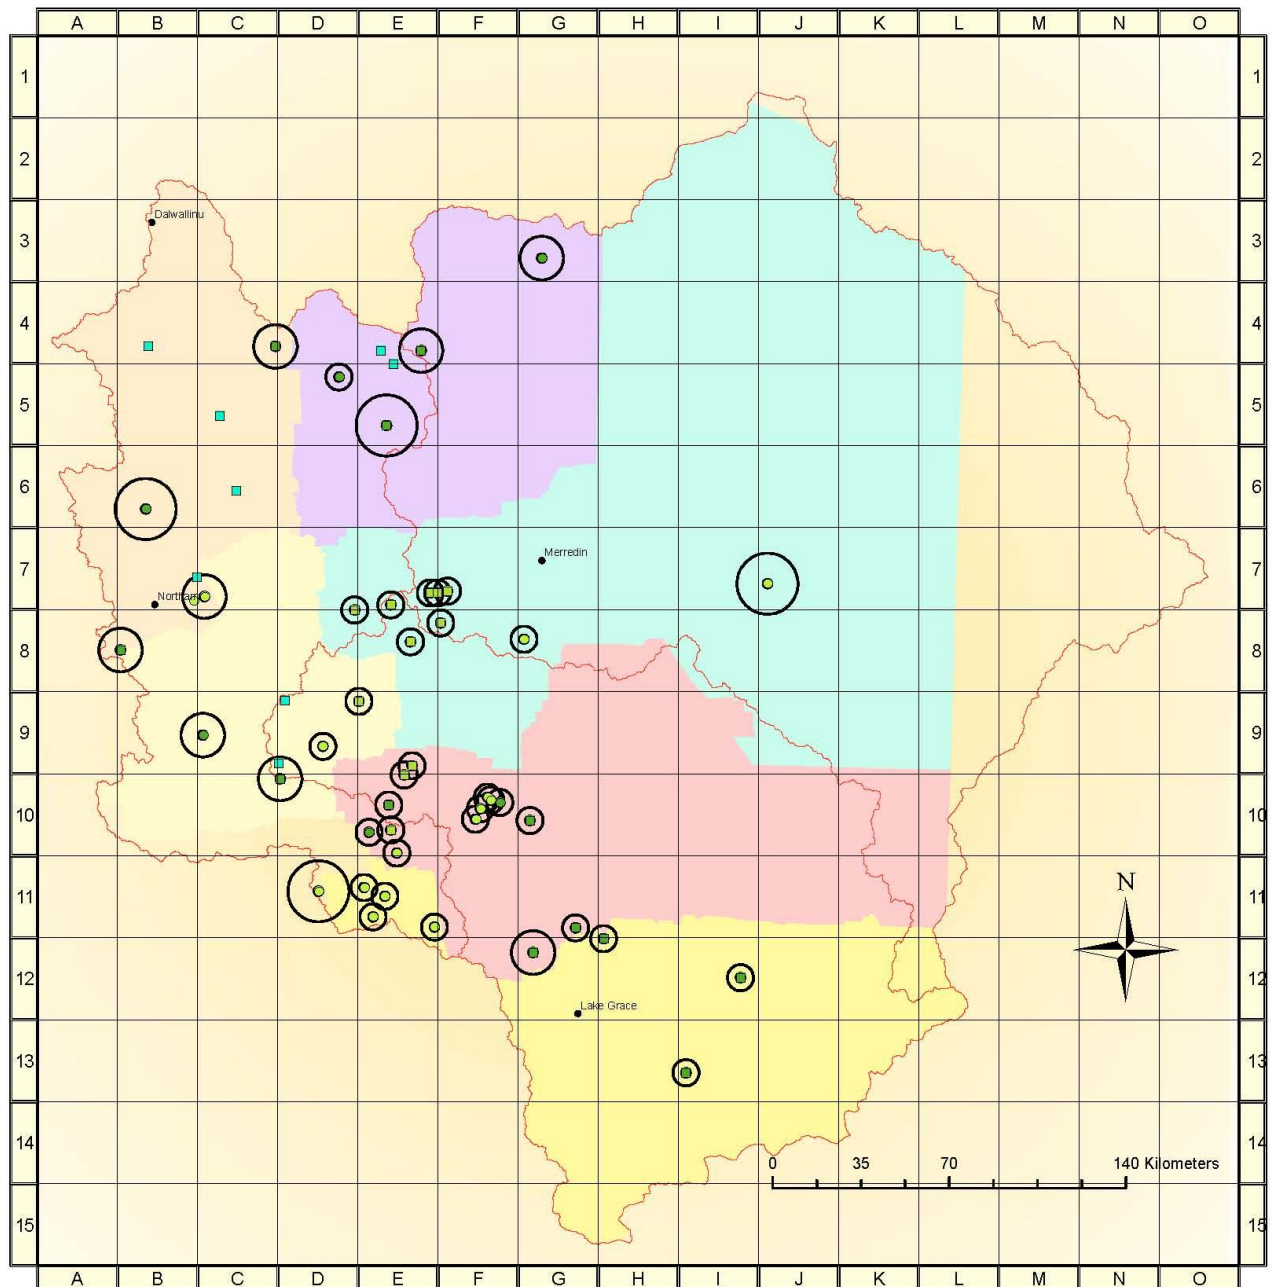 A B C D E F G H I J K L M N O
1 1
2 2
Dalwallinu
3 3
4 4
5 5
6 6
Merredin
7 7
Northam
8 8
9 9
10 10
N
11 11
12 12
Lake Grace
13 13
14 14
0 35 70 140 Kilometers
15 15
A B C D E F G H I J K L M N O